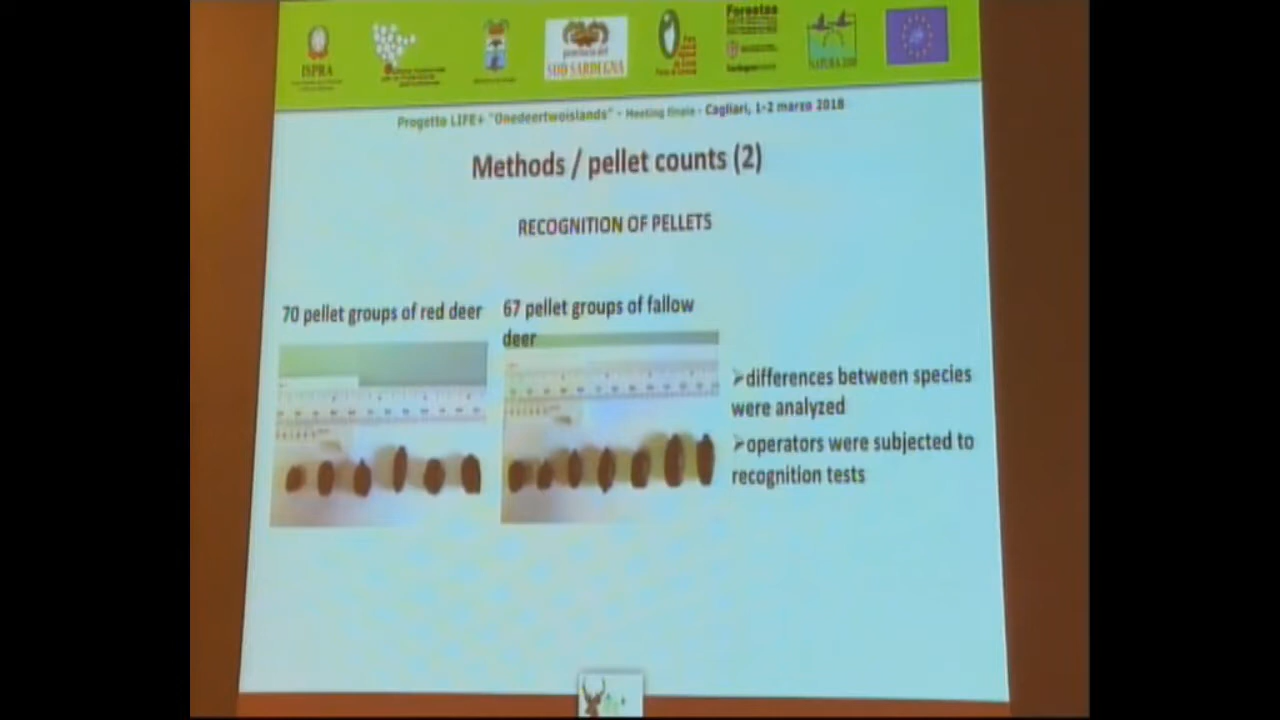 ISPRA
SUD SARDEGNA
Forestas
NATURA 2000
Progetto LIFE+ "Onedeertwoislands" - Meeting finale - Cagliari, 1-2 marzo 2018
Methods / pellet counts (2)
RECOGNITION OF PELLETS
70 pellet groups of red deer
67 pellet groups of fallow
deer
➢differences between species
were analyzed
➢operators were subjected to
recognition tests